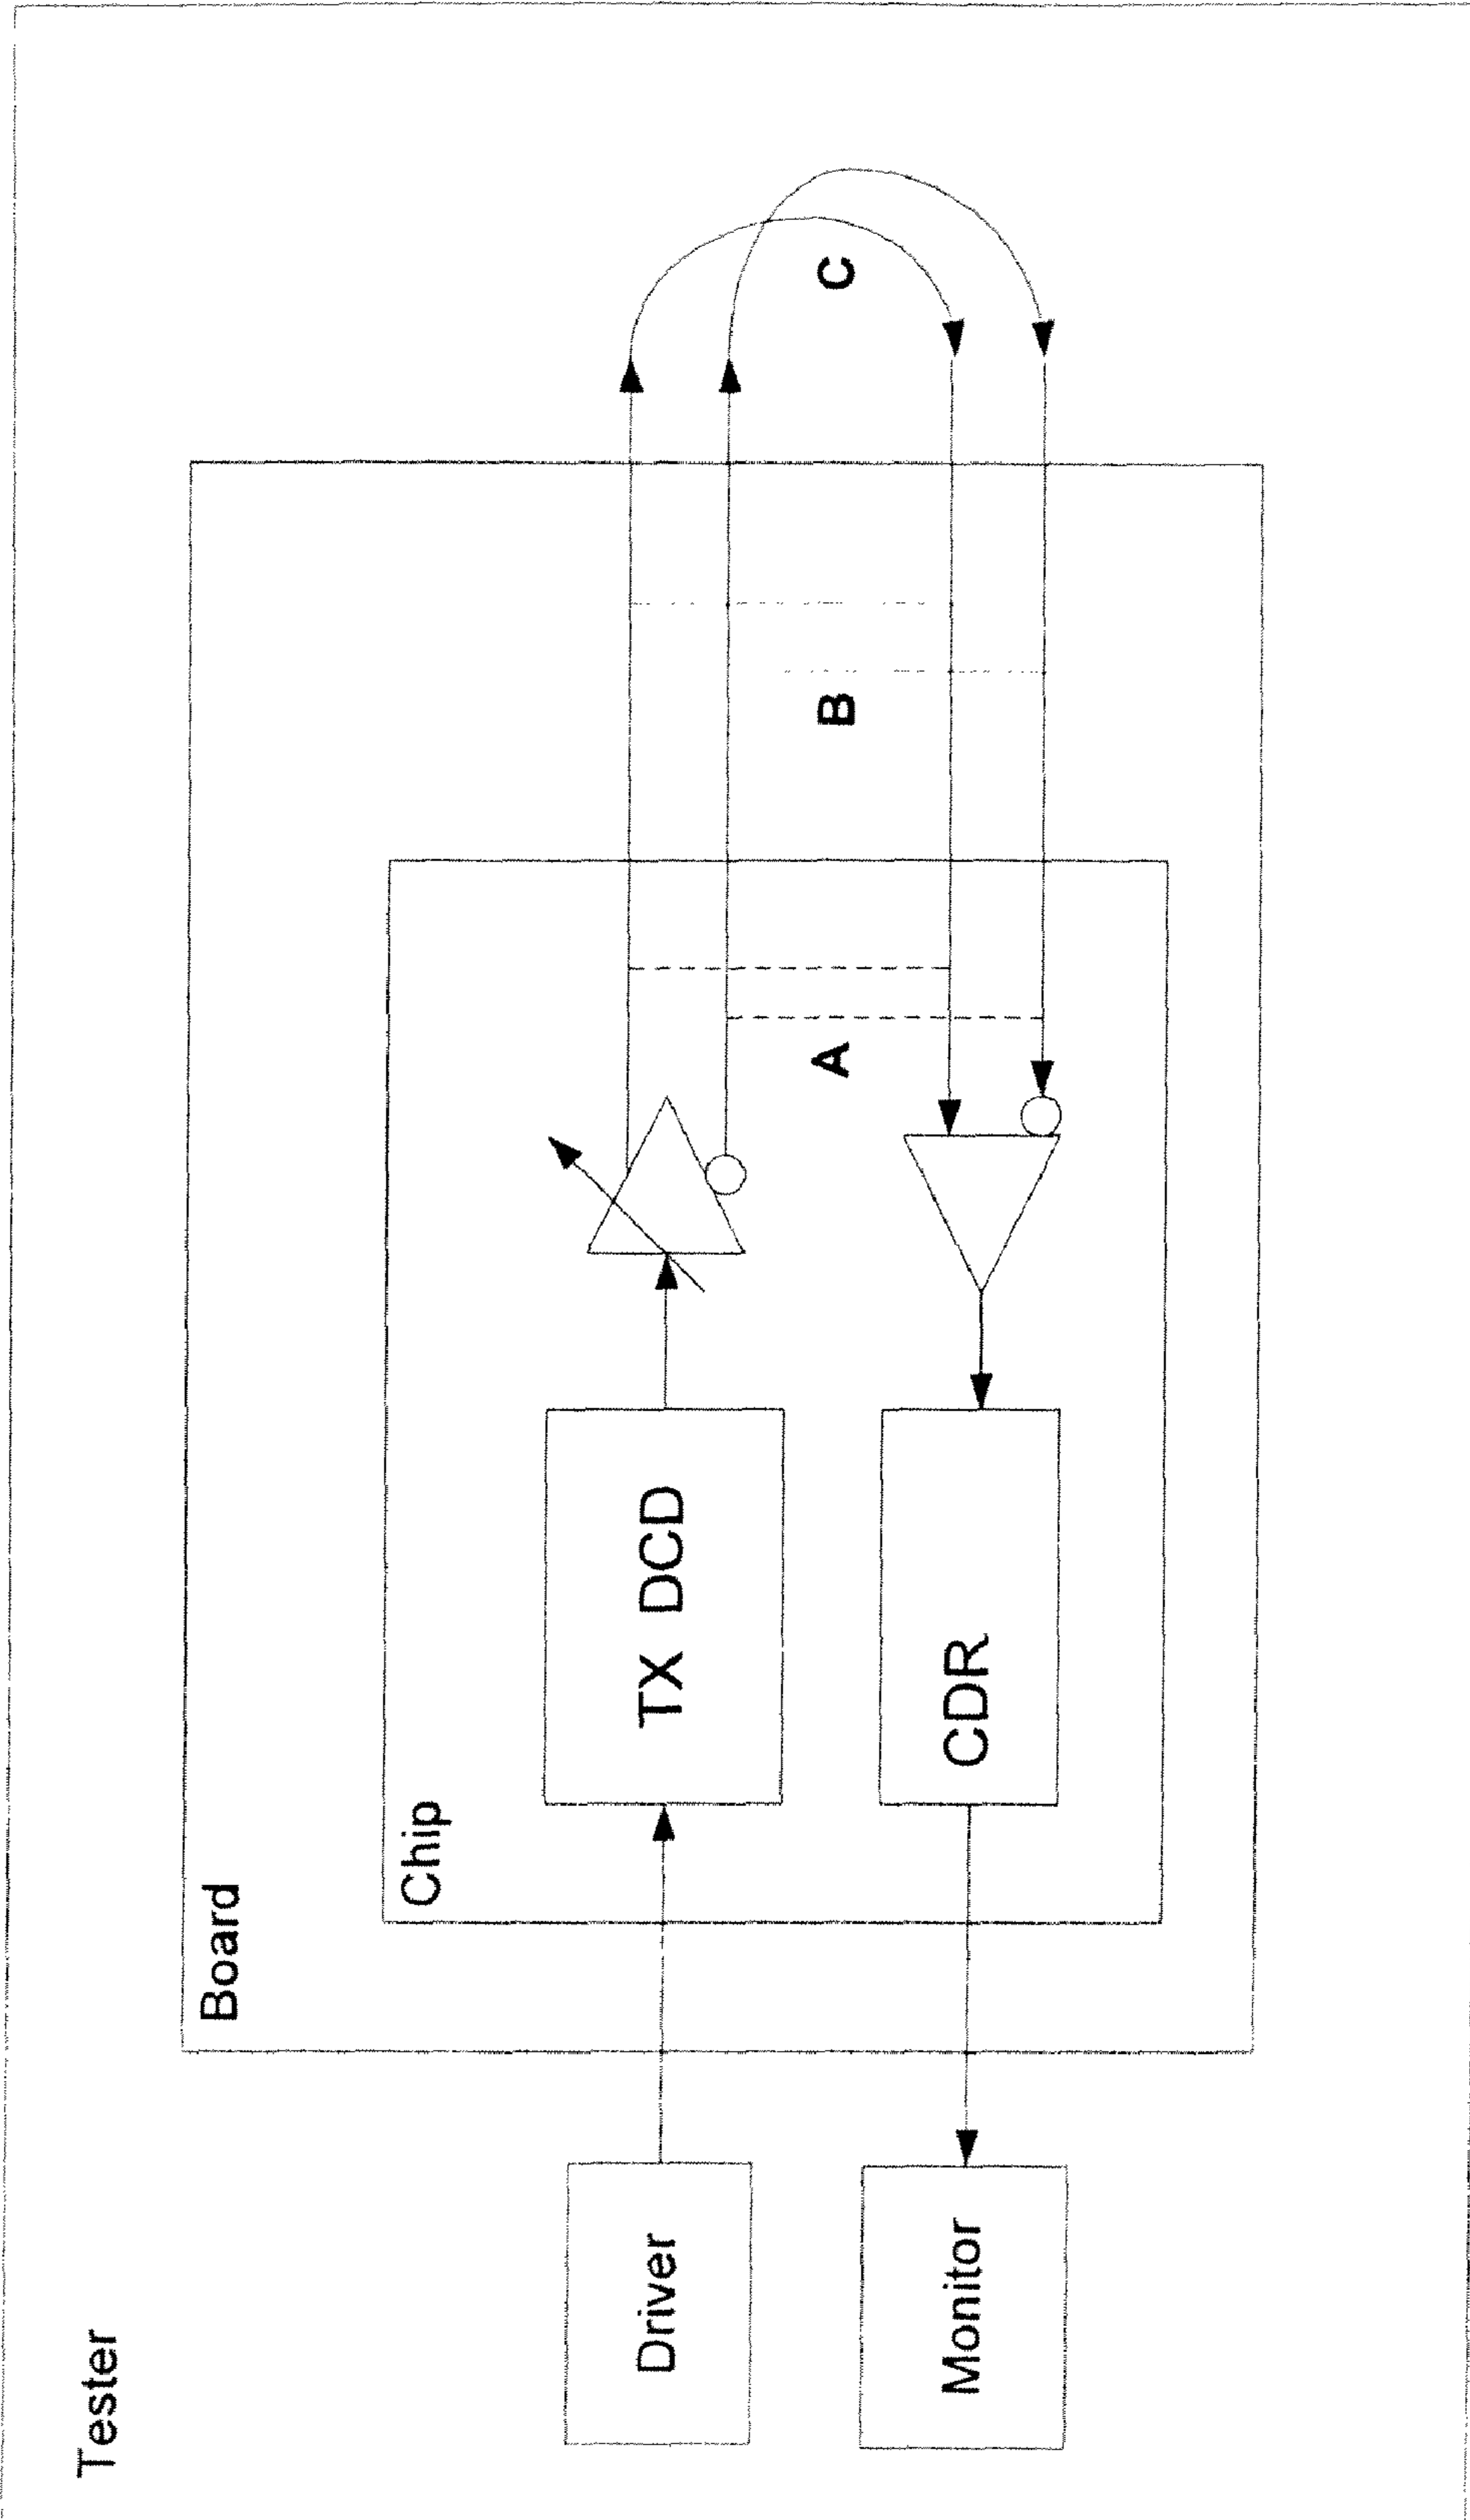 Tester
Board
Chip
Driver
TX DCD
A
B
C
Monitor
CDR